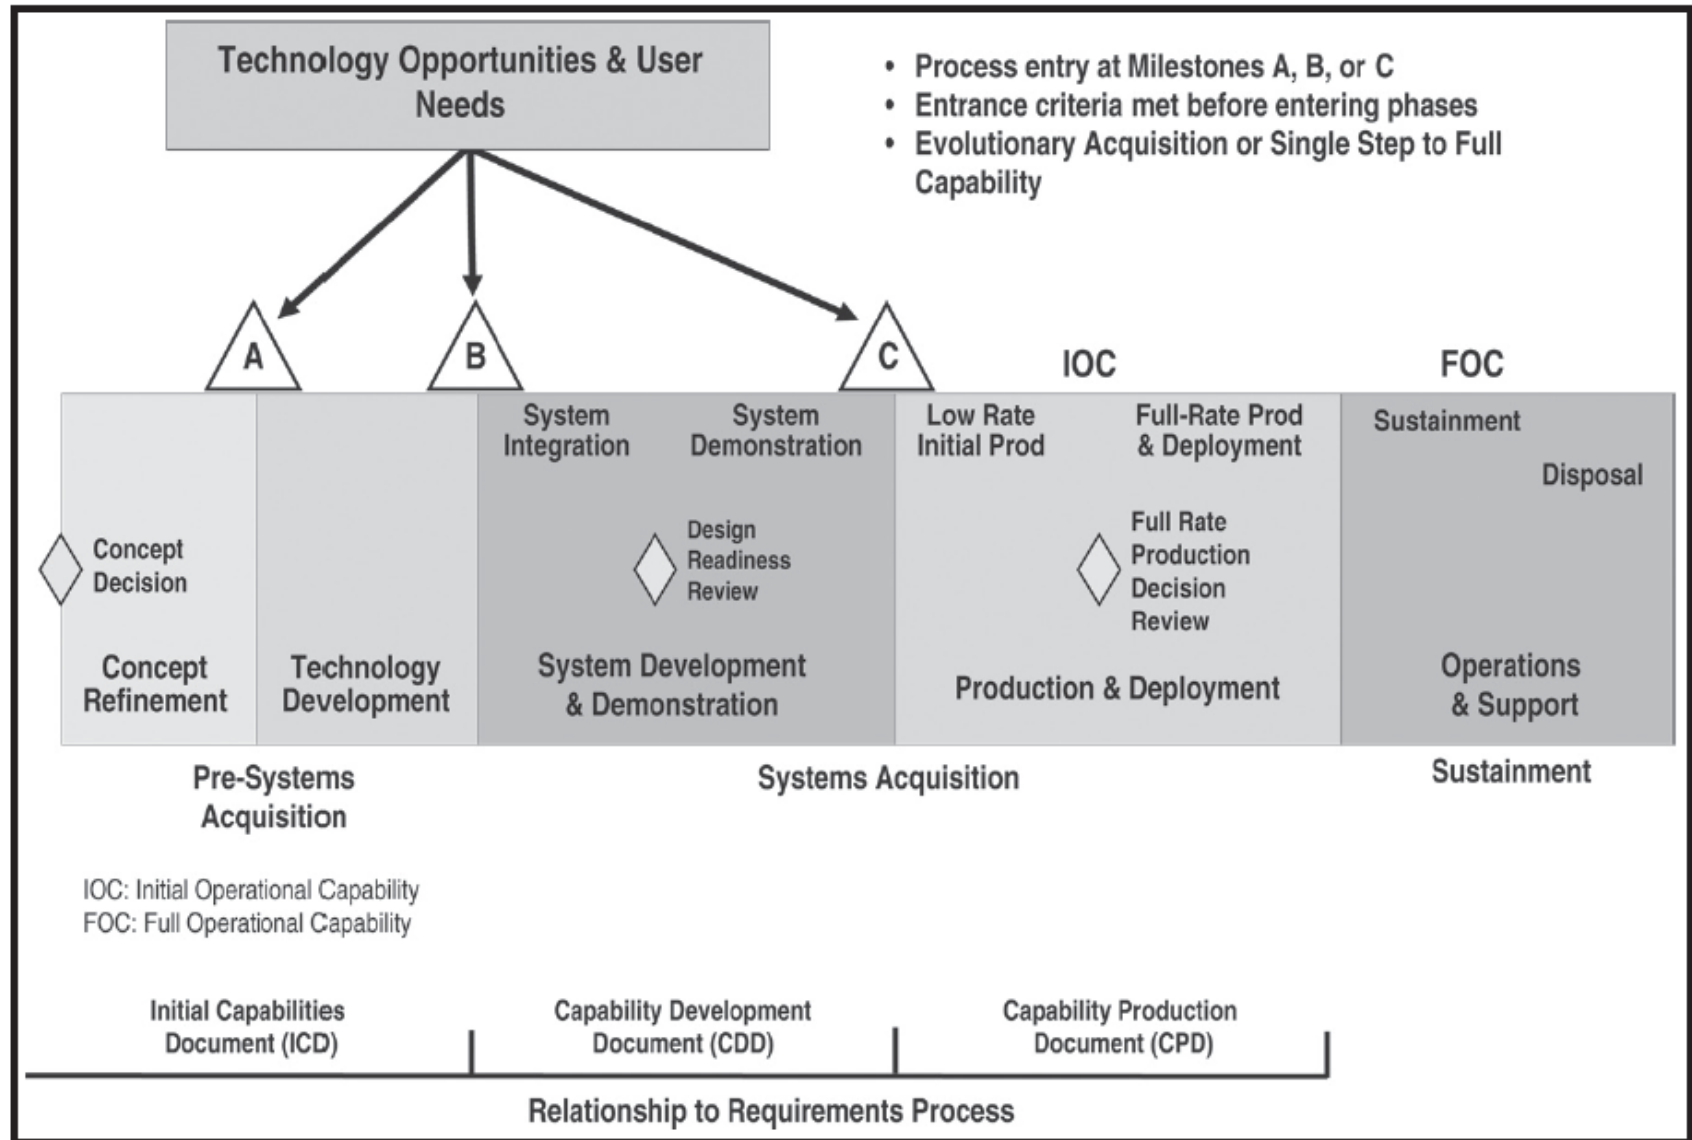 Technology Opportunities & User
Needs
• Process entry at Milestones A, B, or C
• Entrance criteria met before entering phases
• Evolutionary Acquisition or Single Step to Full
Capability
A
B
C
IOC
FOC
System
Integration
System
Demonstration
Low Rate
Initial Prod
Full-Rate Prod
& Deployment
Sustainment
Disposal
Concept
Decision
Design
Readiness
Review
Full Rate
Production
Decision
Review
Concept
Refinement
Technology
Development
System Development
& Demonstration
Production & Deployment
Operations
& Support
Pre-Systems
Acquisition
Systems Acquisition
Sustainment
IOC: Initial Operational Capability
FOC: Full Operational Capability
Initial Capabilities
Document (ICD)
Capability Development
Document (CDD)
Capability Production
Document (CPD)
Relationship to Requirements Process